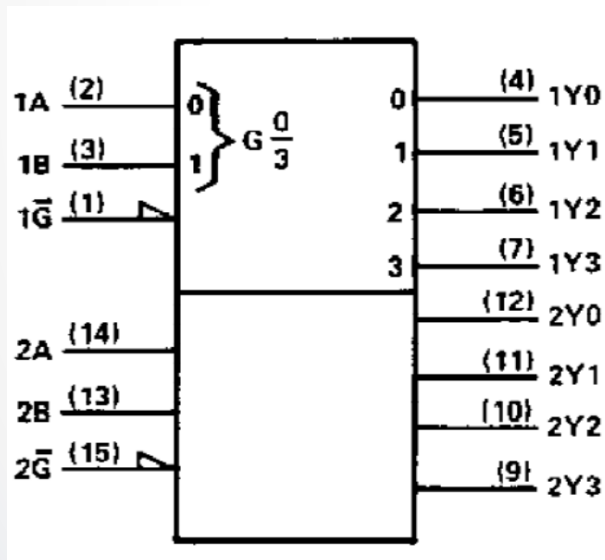 1A (2) 0 0 (4) 1Y0
G 0/3
1B (3) 1 1 (5) 1Y1
1G̅ (1) 2 (6) 1Y2
3 (7) 1Y3
(12) 2Y0
2A (14)
(11) 2Y1
2B (13) (10) 2Y2
2G̅ (15) (9) 2Y3